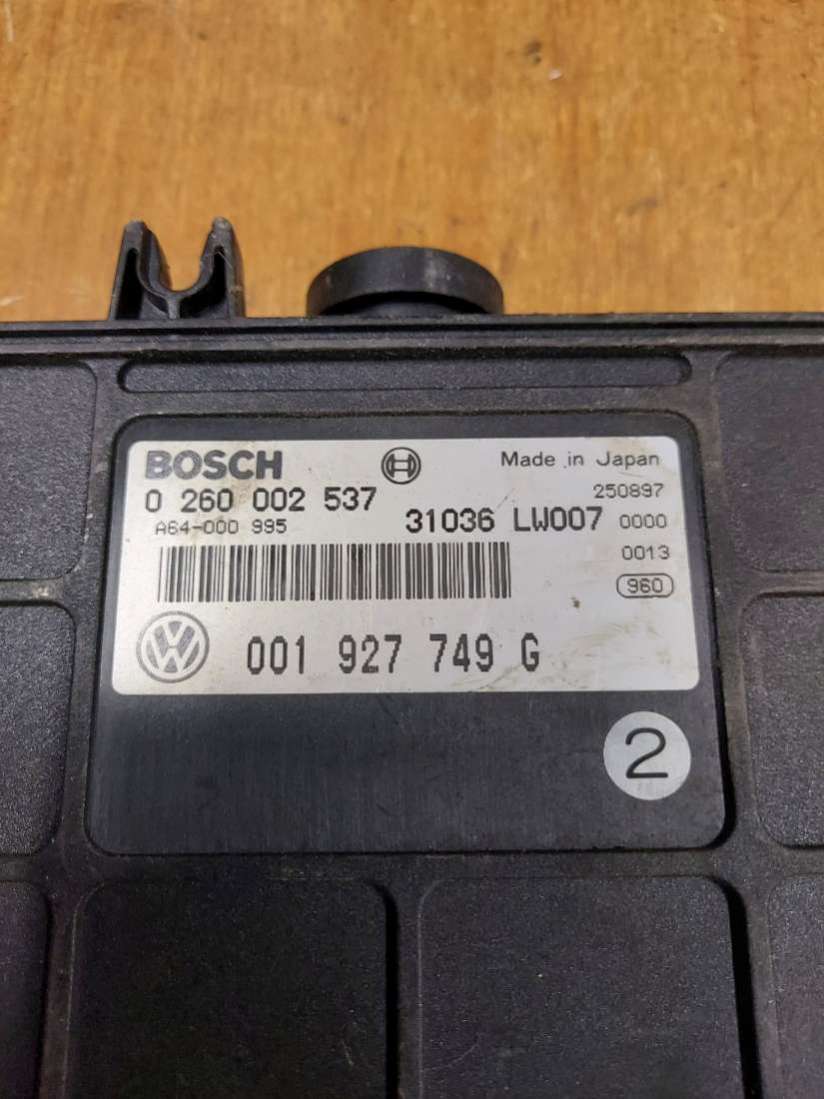 BOSCH
Made in Japan
0 260 002 537
250897
A64-000 995
31036 LW007
0000
0013
960
VW
001 927 749 G
2